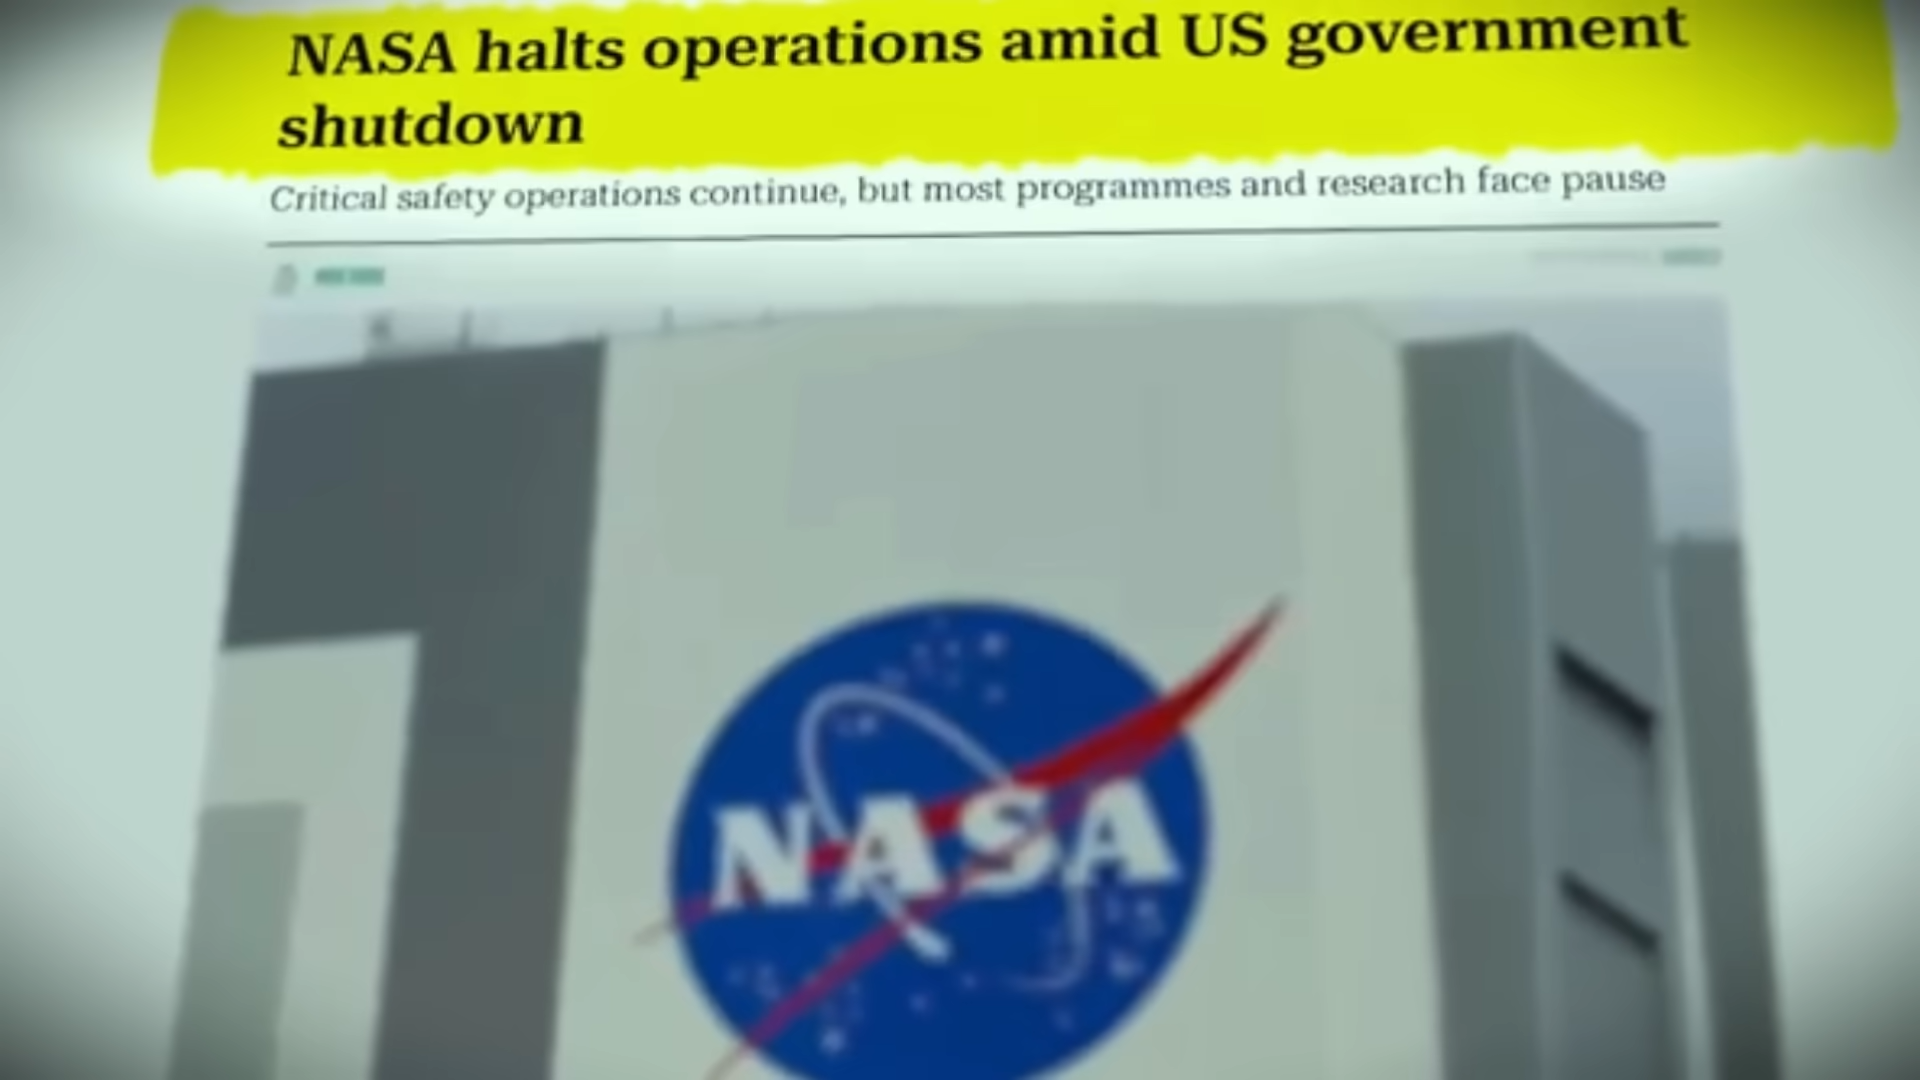 NASA halts operations amid US government
shutdown
Critical safety operations continue, but most programmes and research face pause
NASA